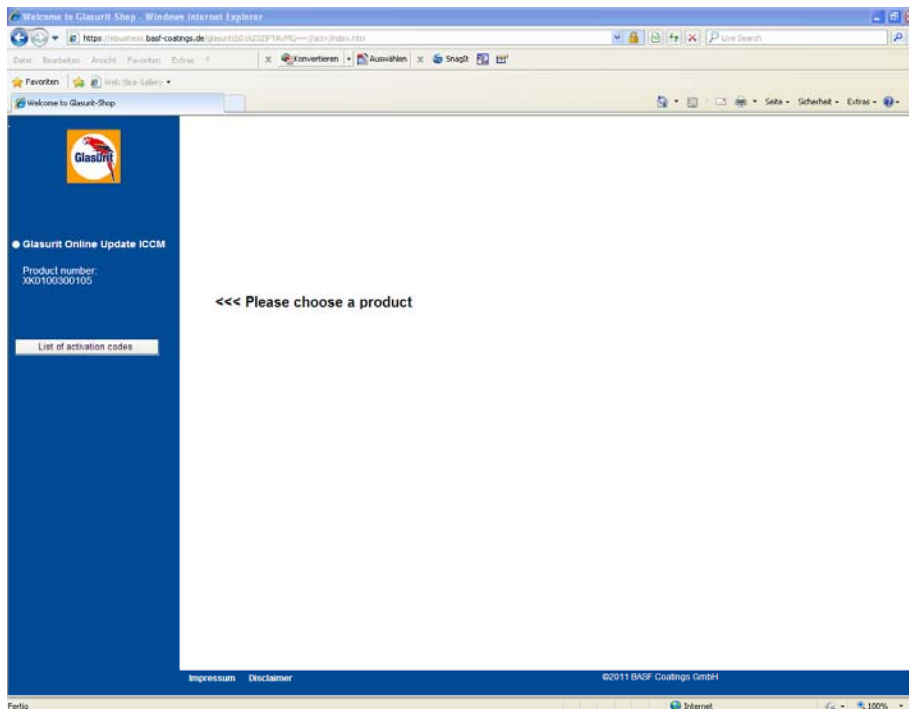 Welcome to Glasurit-Shop - Windows Internet Explorer
https://ebusiness.basf-coatings.de/glasurit
Live Search
Datei Bearbeiten Ansicht Favoriten Extras ?
x Konvertieren Auswählen x SnagIt
Favoriten Web Slice Gallery
Welcome to Glasurit-Shop
Seite Sicherheit Extras
Glasurit
Glasurit Online Update ICCM
Product number:
XK0100300105
<<< Please choose a product
List of activation codes
Impressum Disclaimer ©2011 BASF Coatings GmbH
Fertig Internet 100%